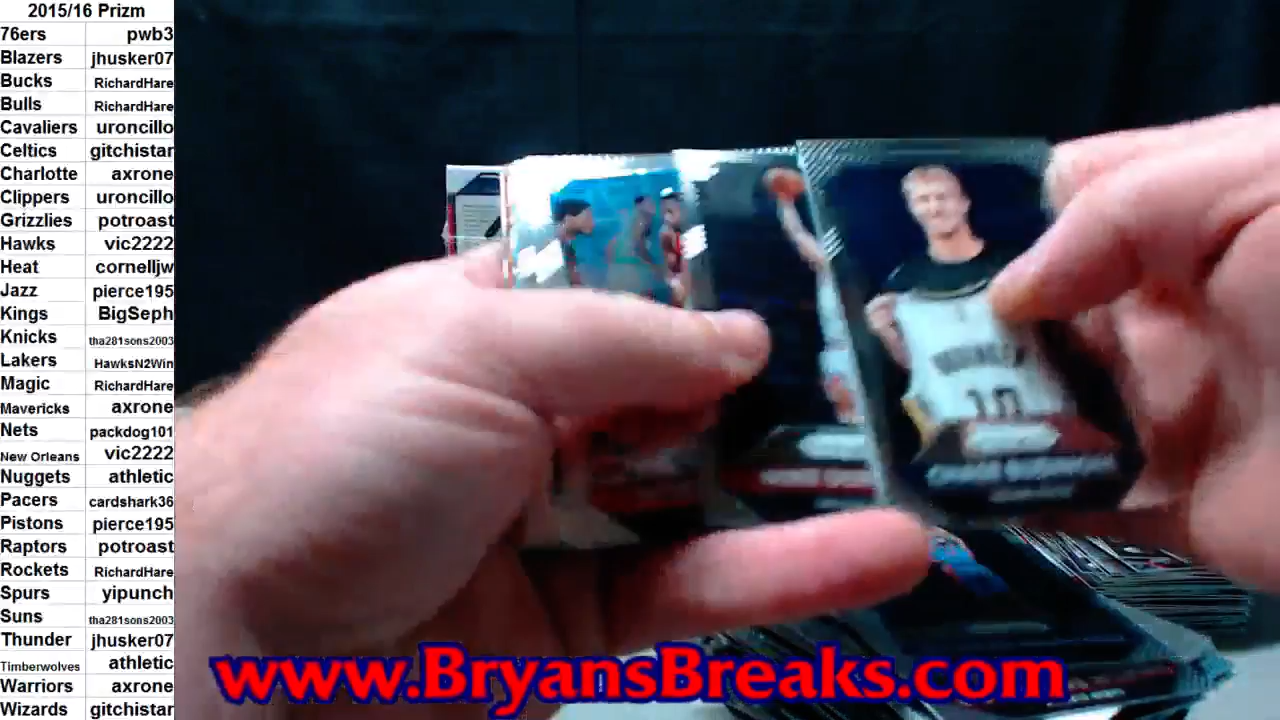 2015/16 Prizm
76ers pwb3
Blazers jhusker07
Bucks RichardHare
Bulls RichardHare
Cavaliers uroncillo
Celtics gitchistar
Charlotte axrone
Clippers uroncillo
Grizzlies potroast
Hawks vic2222
Heat cornelljw
Jazz pierce195
Kings BigSeph
Knicks tha281sons2003
Lakers HawksN2Win
Magic RichardHare
Mavericks axrone
Nets packdog101
New Orleans vic2222
Nuggets athletic
Pacers cardshark36
Pistons pierce195
Raptors potroast
Rockets RichardHare
Spurs yipunch
Suns tha281sons2003
Thunder jhusker07
Timberwolves athletic
Warriors axrone
Wizards gitchistar
10
www.BryansBreaks.com